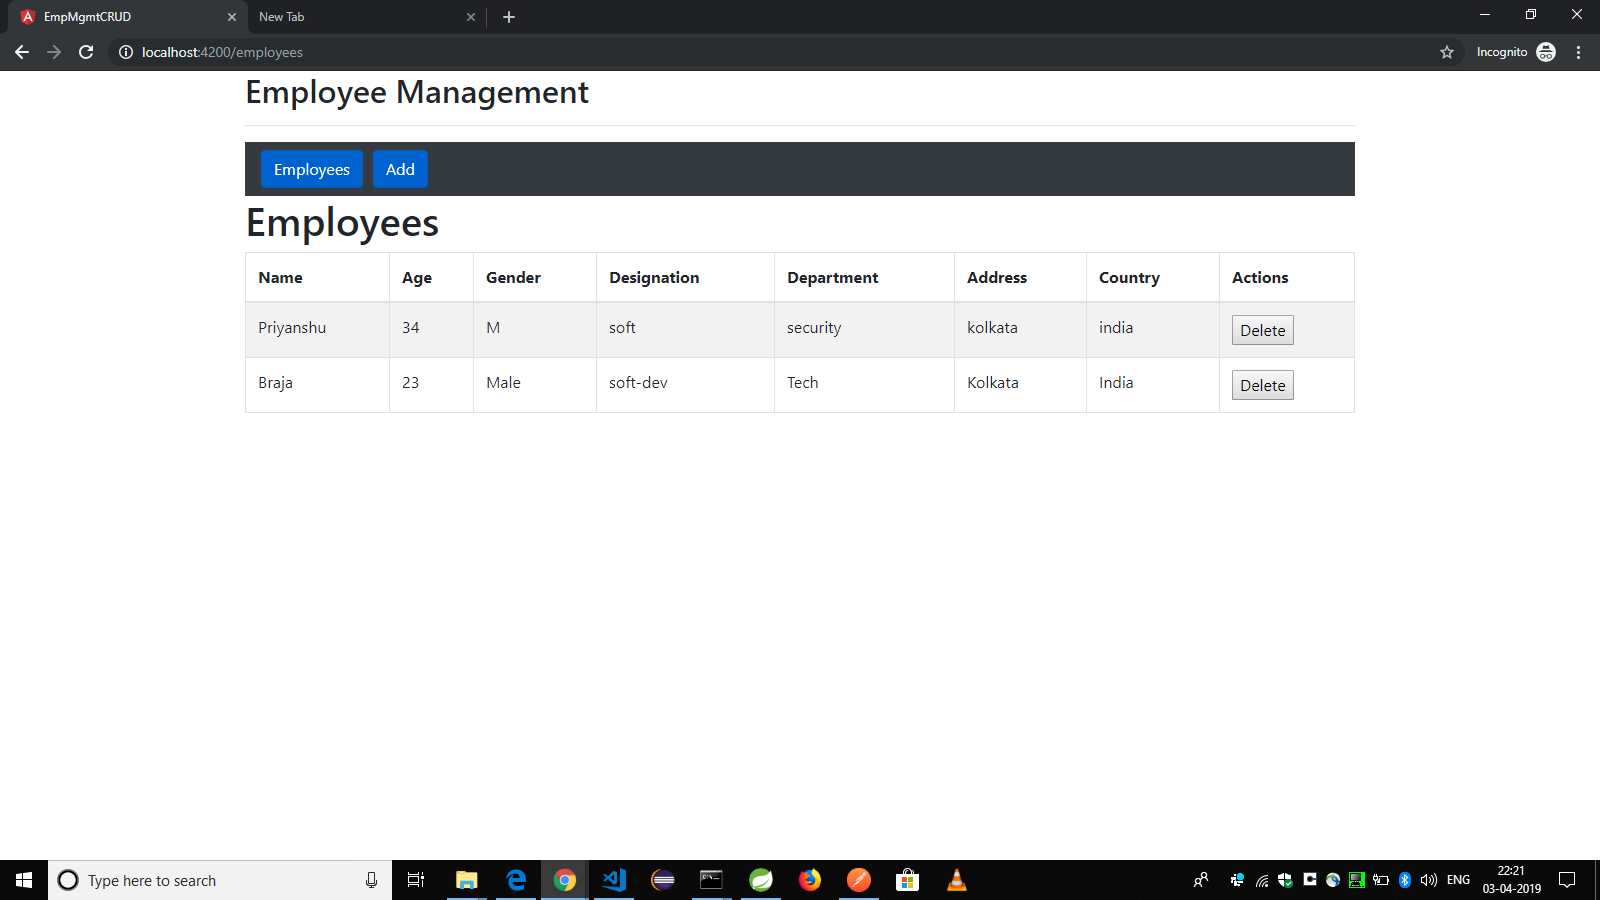 EmpMgmtCRUD
New Tab
localhost:4200/employees
Incognito
Employee Management
Employees Add
Employees
Name Age Gender Designation Department Address Country Actions
Priyanshu 34 M soft security kolkata india Delete
Braja 23 Male soft-dev Tech Kolkata India Delete
Type here to search
ENG
22:21
03-04-2019